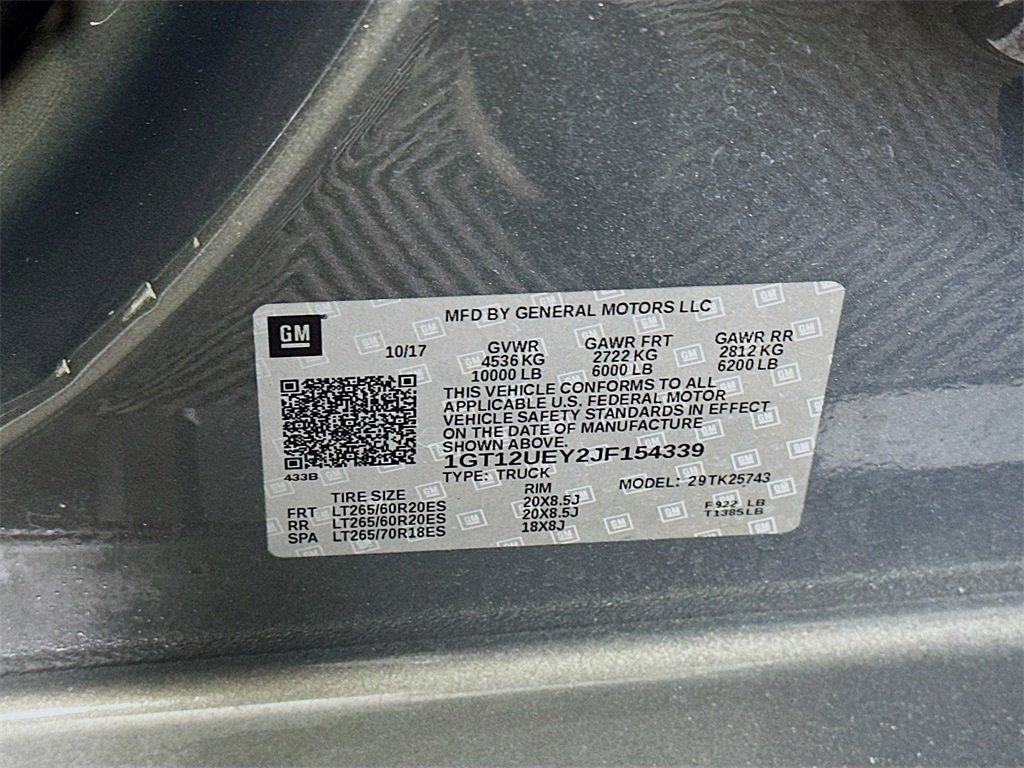 GM
MFD BY GENERAL MOTORS LLC
10/17
GVWR GAWR FRT GAWR RR
4536 KG 2722 KG 2812 KG
10000 LB 6000 LB 6200 LB
THIS VEHICLE CONFORMS TO ALL
APPLICABLE U.S. FEDERAL MOTOR
VEHICLE SAFETY STANDARDS IN EFFECT
ON THE DATE OF MANUFACTURE
SHOWN ABOVE.
1GT12UEY2JF154339
433B
TYPE: TRUCK MODEL: 29TK25743
TIRE SIZE RIM
FRT LT265/60R20ES 20X8.5J
RR LT265/60R20ES 20X8.5J
SPA LT265/70R18ES 18X8J
F922 LB
T1385LB